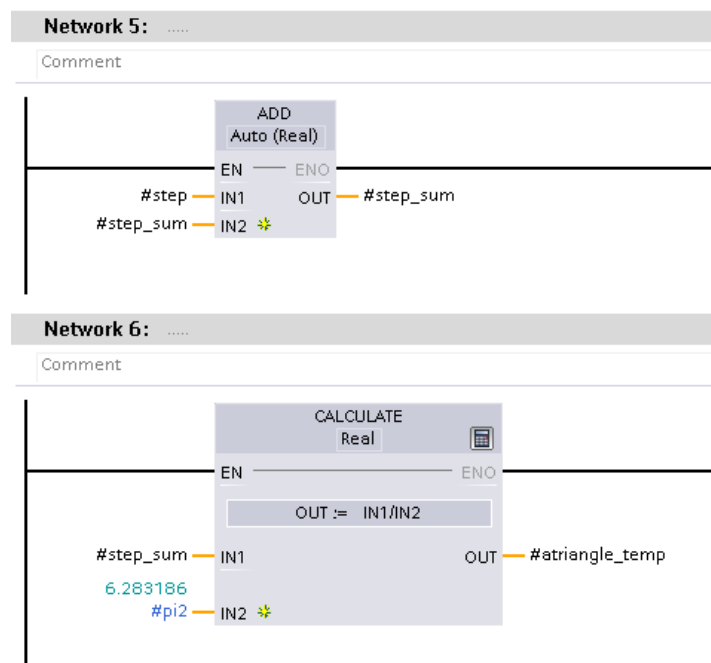 Network 5: .....
Comment
ADD
Auto (Real)
EN ENO
#step IN1 OUT #step_sum
#step_sum IN2
Network 6: .....
Comment
CALCULATE
Real
EN ENO
OUT := IN1/IN2
#step_sum IN1 OUT #atriangle_temp
6.283186
#pi2 IN2